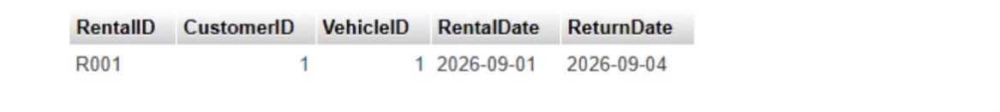 RentalID CustomerID VehicleID RentalDate ReturnDate
R001 1 1 2026-09-01 2026-09-04